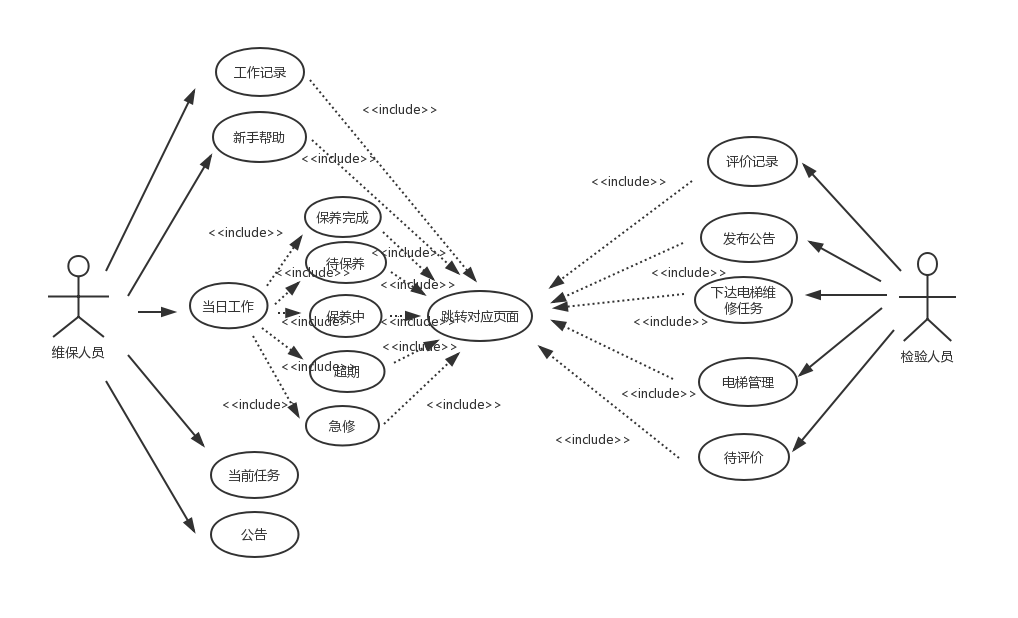 工作记录
<<include>>
新手帮助
<<include>>
评价记录
<<include>>
保养完成
<<include>>
发布公告
<<include>>
待保养
<<include>>
<<include>>
<<include>>
下达电梯维
修任务
当日工作
保养中
<<include>>
<<include>>
跳转对应页面
<<include>>
维保人员
<<include>>
检验人员
超期
<<include>>
电梯管理
<<include>>
<<include>>
<<include>>
急修
<<include>>
待评价
当前任务
公告